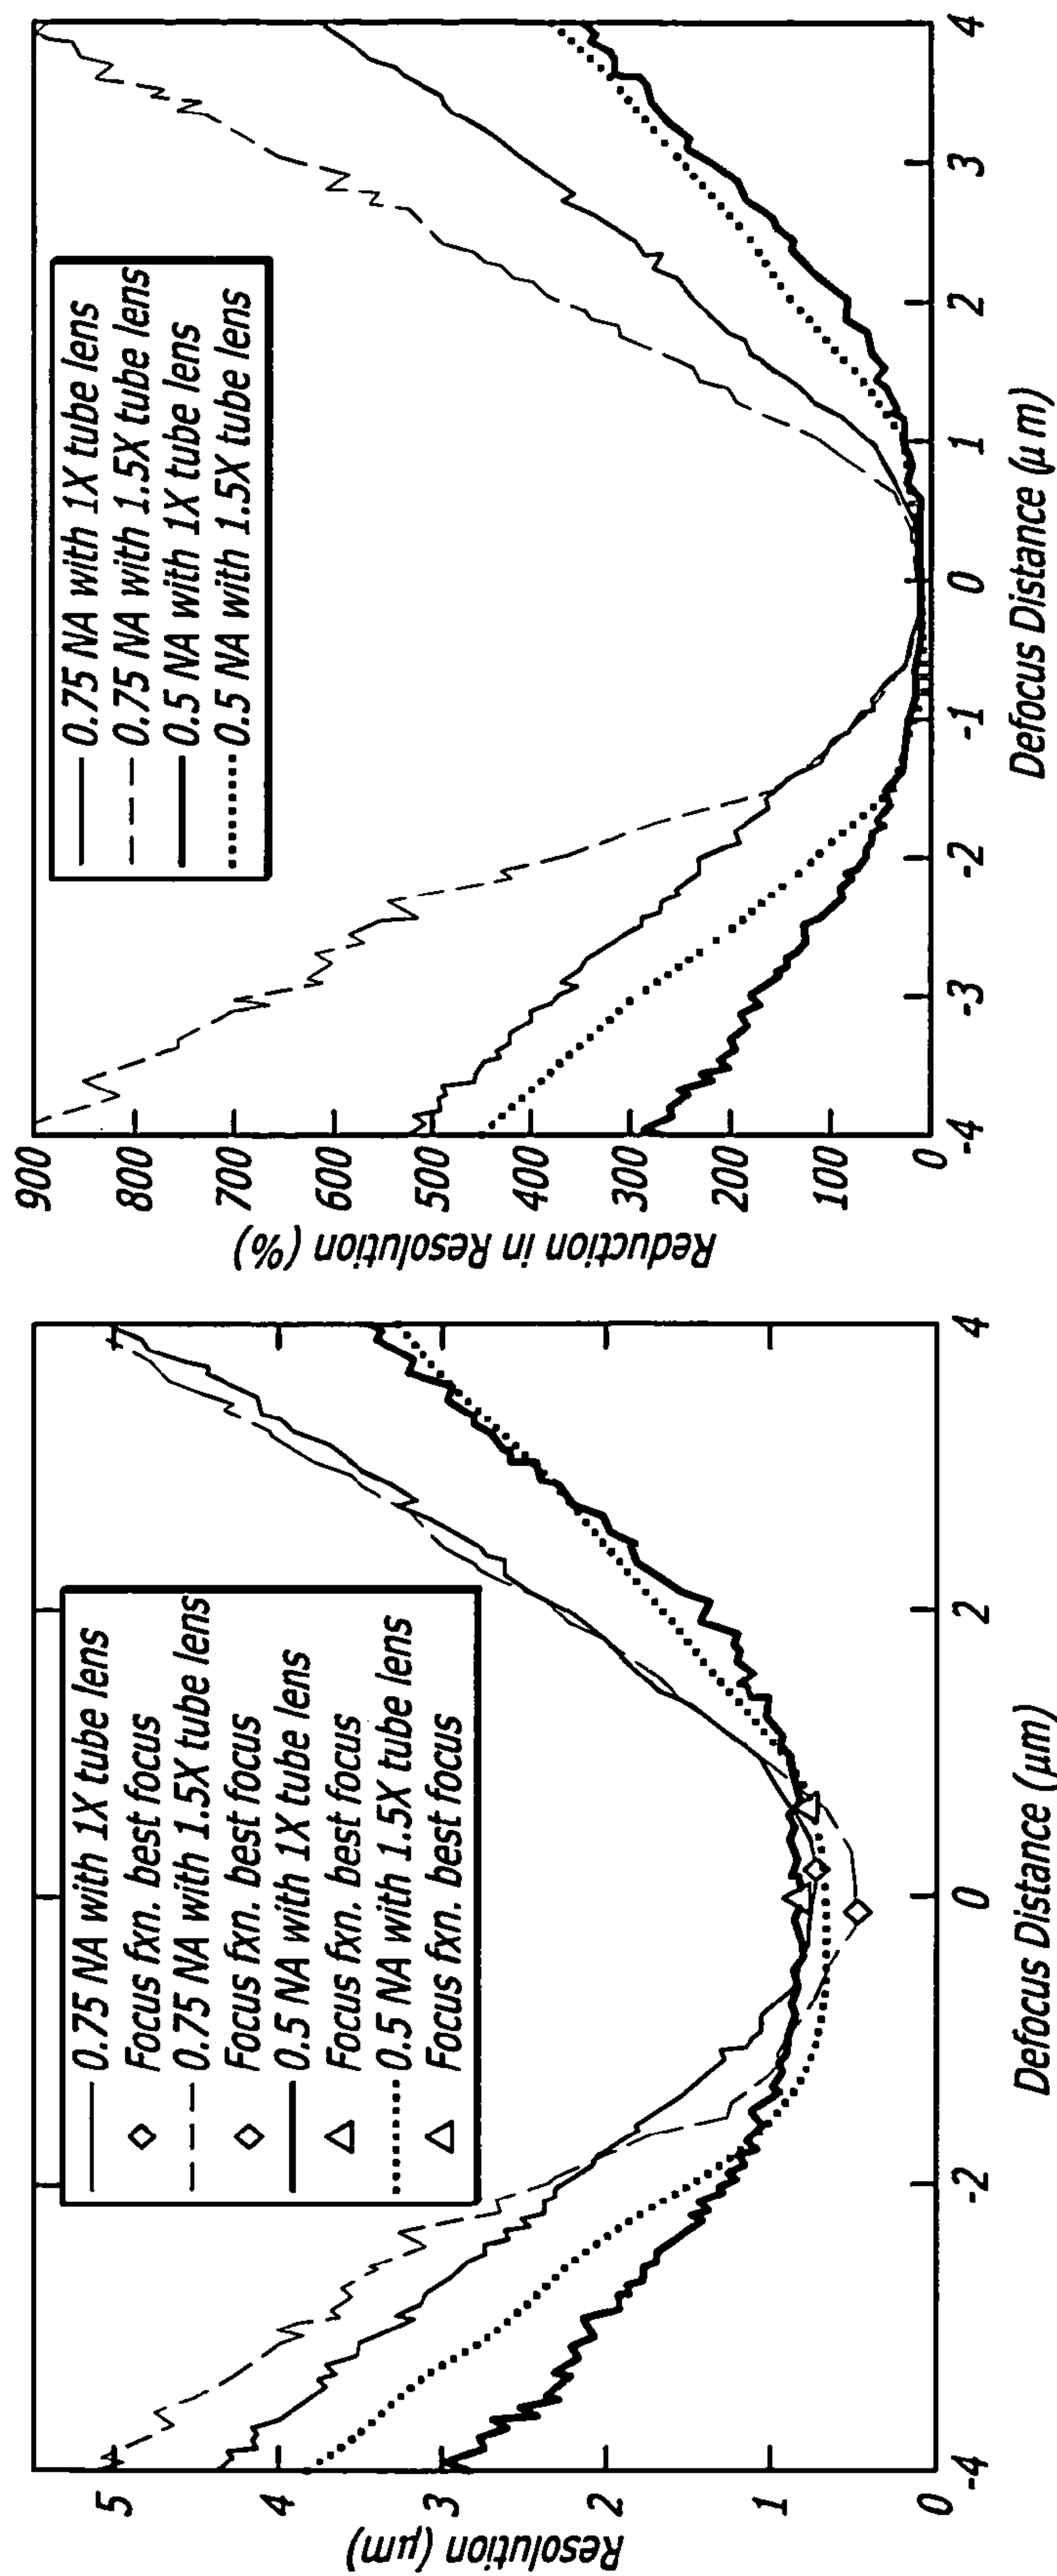 5
4
3
2
1
0
Resolution (µm)
-4
-2
0
2
4
Defocus Distance (µm)
0.75 NA with 1X tube lens
Focus fxn. best focus
0.75 NA with 1.5X tube lens
Focus fxn. best focus
0.5 NA with 1X tube lens
Focus fxn. best focus
0.5 NA with 1.5X tube lens
Focus fxn. best focus
900
800
700
600
500
400
300
200
100
0
Reduction in Resolution (%)
-4
-3
-2
-1
0
1
2
3
4
Defocus Distance (µ m)
0.75 NA with 1X tube lens
0.75 NA with 1.5X tube lens
0.5 NA with 1X tube lens
0.5 NA with 1.5X tube lens